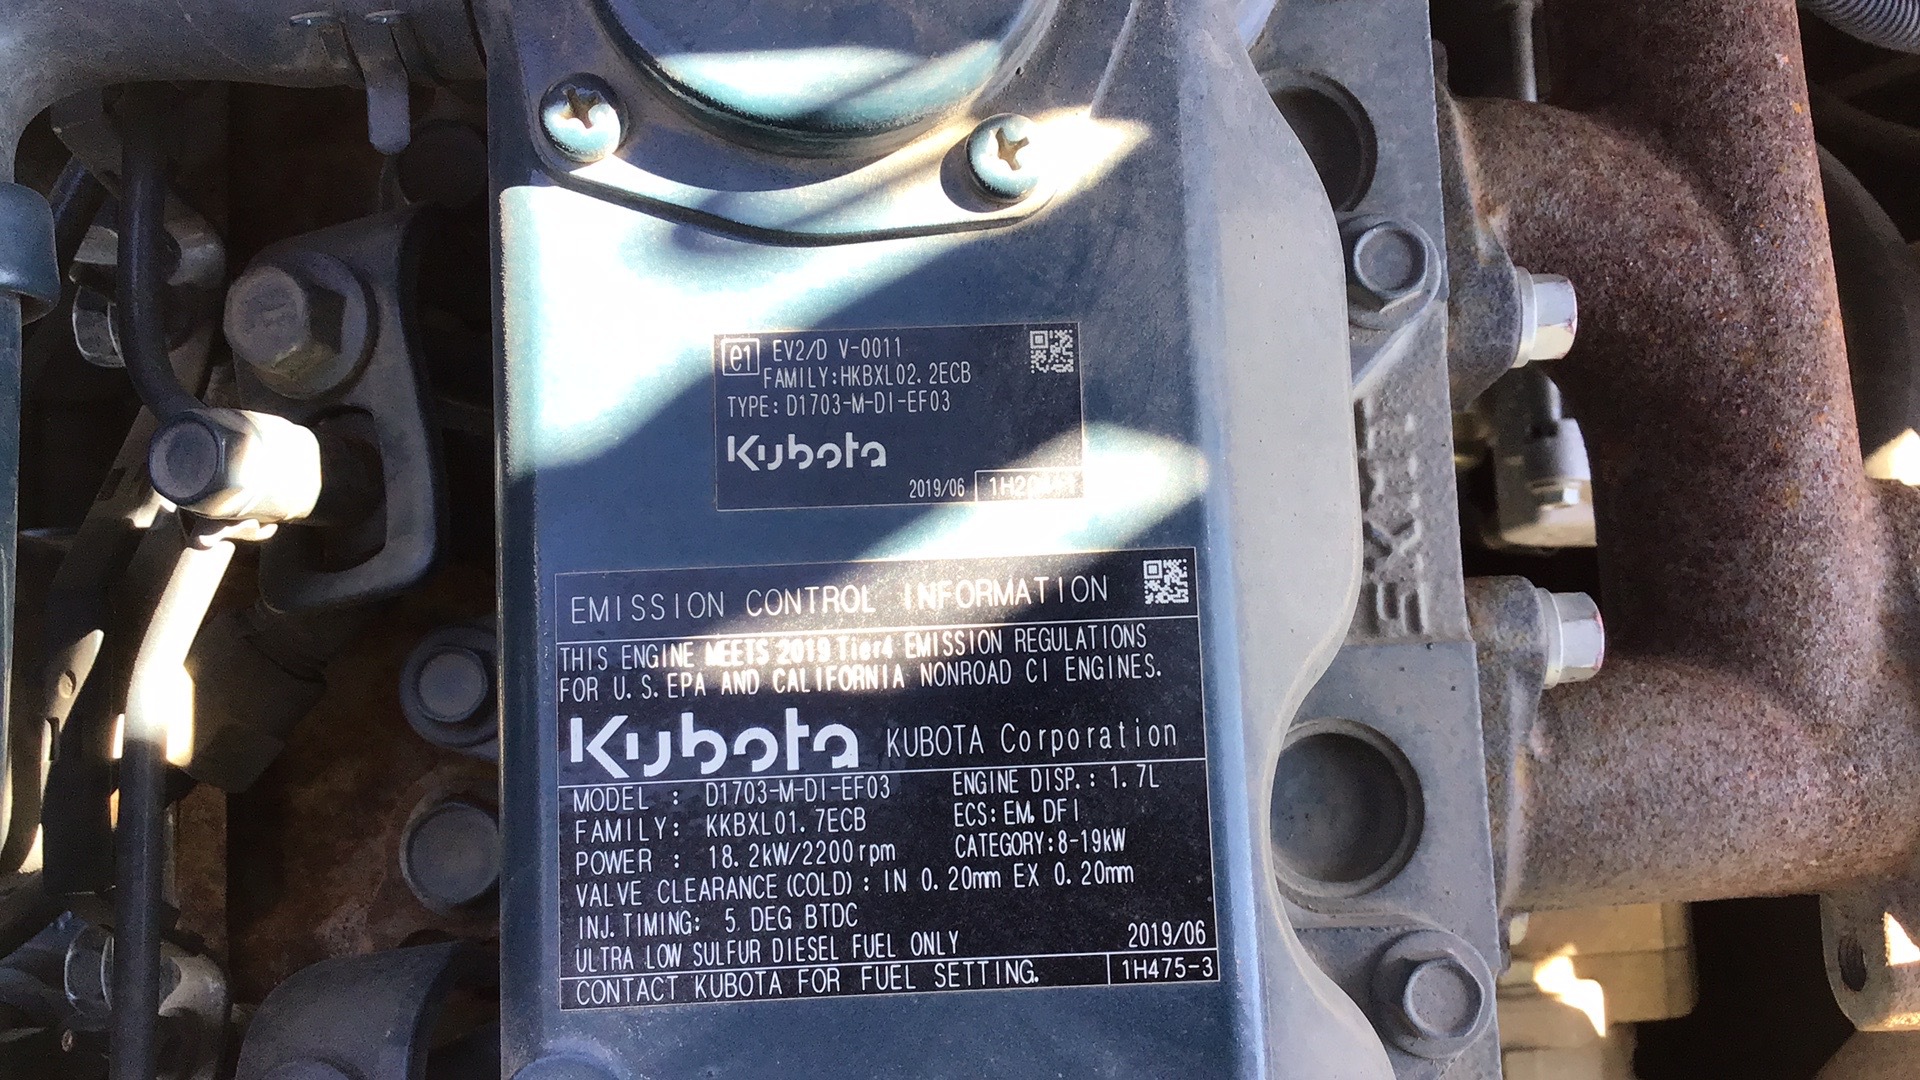 e1 EV2/D V-0011
FAMILY:HKBXL02.2ECB
TYPE:D1703-M-DI-EF03
Kubota
2019/06
EMISSION CONTROL INFORMATION
THIS ENGINE MEETS 2019 Tier4 EMISSION REGULATIONS
FOR U.S.EPA AND CALIFORNIA NONROAD CI ENGINES.
Kubota KUBOTA Corporation
MODEL : D1703-M-DI-EF03 ENGINE DISP.: 1.7L
FAMILY: KKBXL01.7ECB ECS:EM,DFI
POWER : 18.2kW/2200rpm CATEGORY:8-19kW
VALVE CLEARANCE(COLD): IN 0.20mm EX 0.20mm
INJ.TIMING: 5 DEG BTDC
ULTRA LOW SULFUR DIESEL FUEL ONLY 2019/06
CONTACT KUBOTA FOR FUEL SETTING. 1H475-3